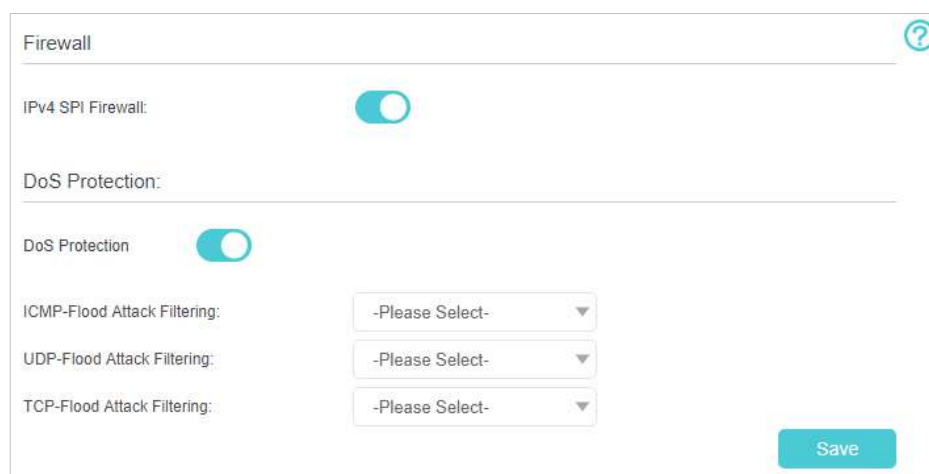 Firewall
?
IPv4 SPI Firewall:
DoS Protection:
DoS Protection
ICMP-Flood Attack Filtering: -Please Select-
UDP-Flood Attack Filtering: -Please Select-
TCP-Flood Attack Filtering: -Please Select-
Save